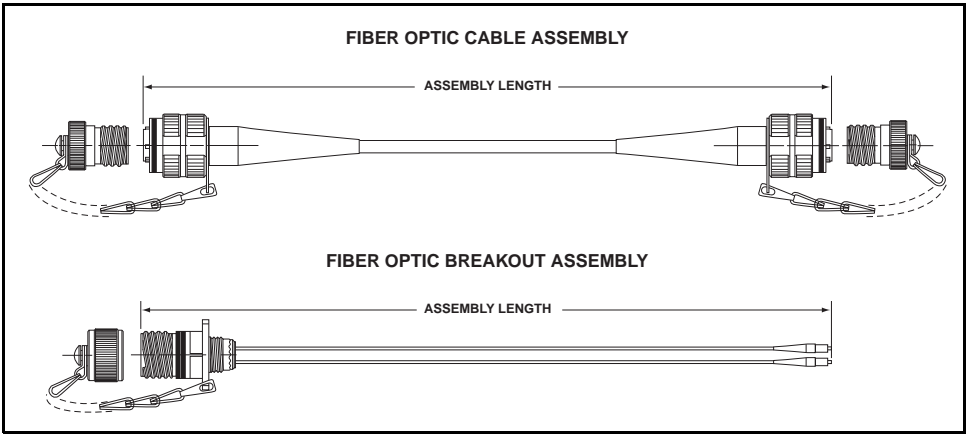 FIBER OPTIC CABLE ASSEMBLY
ASSEMBLY LENGTH
FIBER OPTIC BREAKOUT ASSEMBLY
ASSEMBLY LENGTH